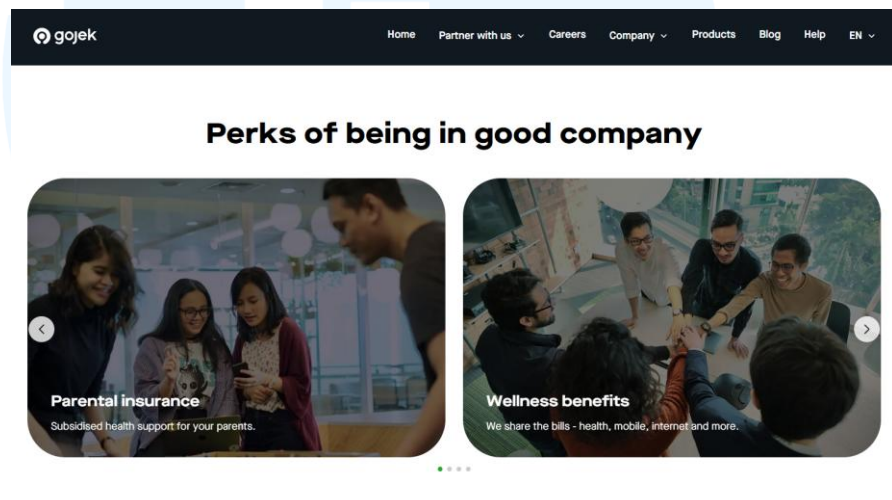 gojek
Home Partner with us Careers Company Products Blog Help EN
Perks of being in good company
Parental insurance
Subsidised health support for your parents.
Wellness benefits
We share the bills - health, mobile, internet and more.